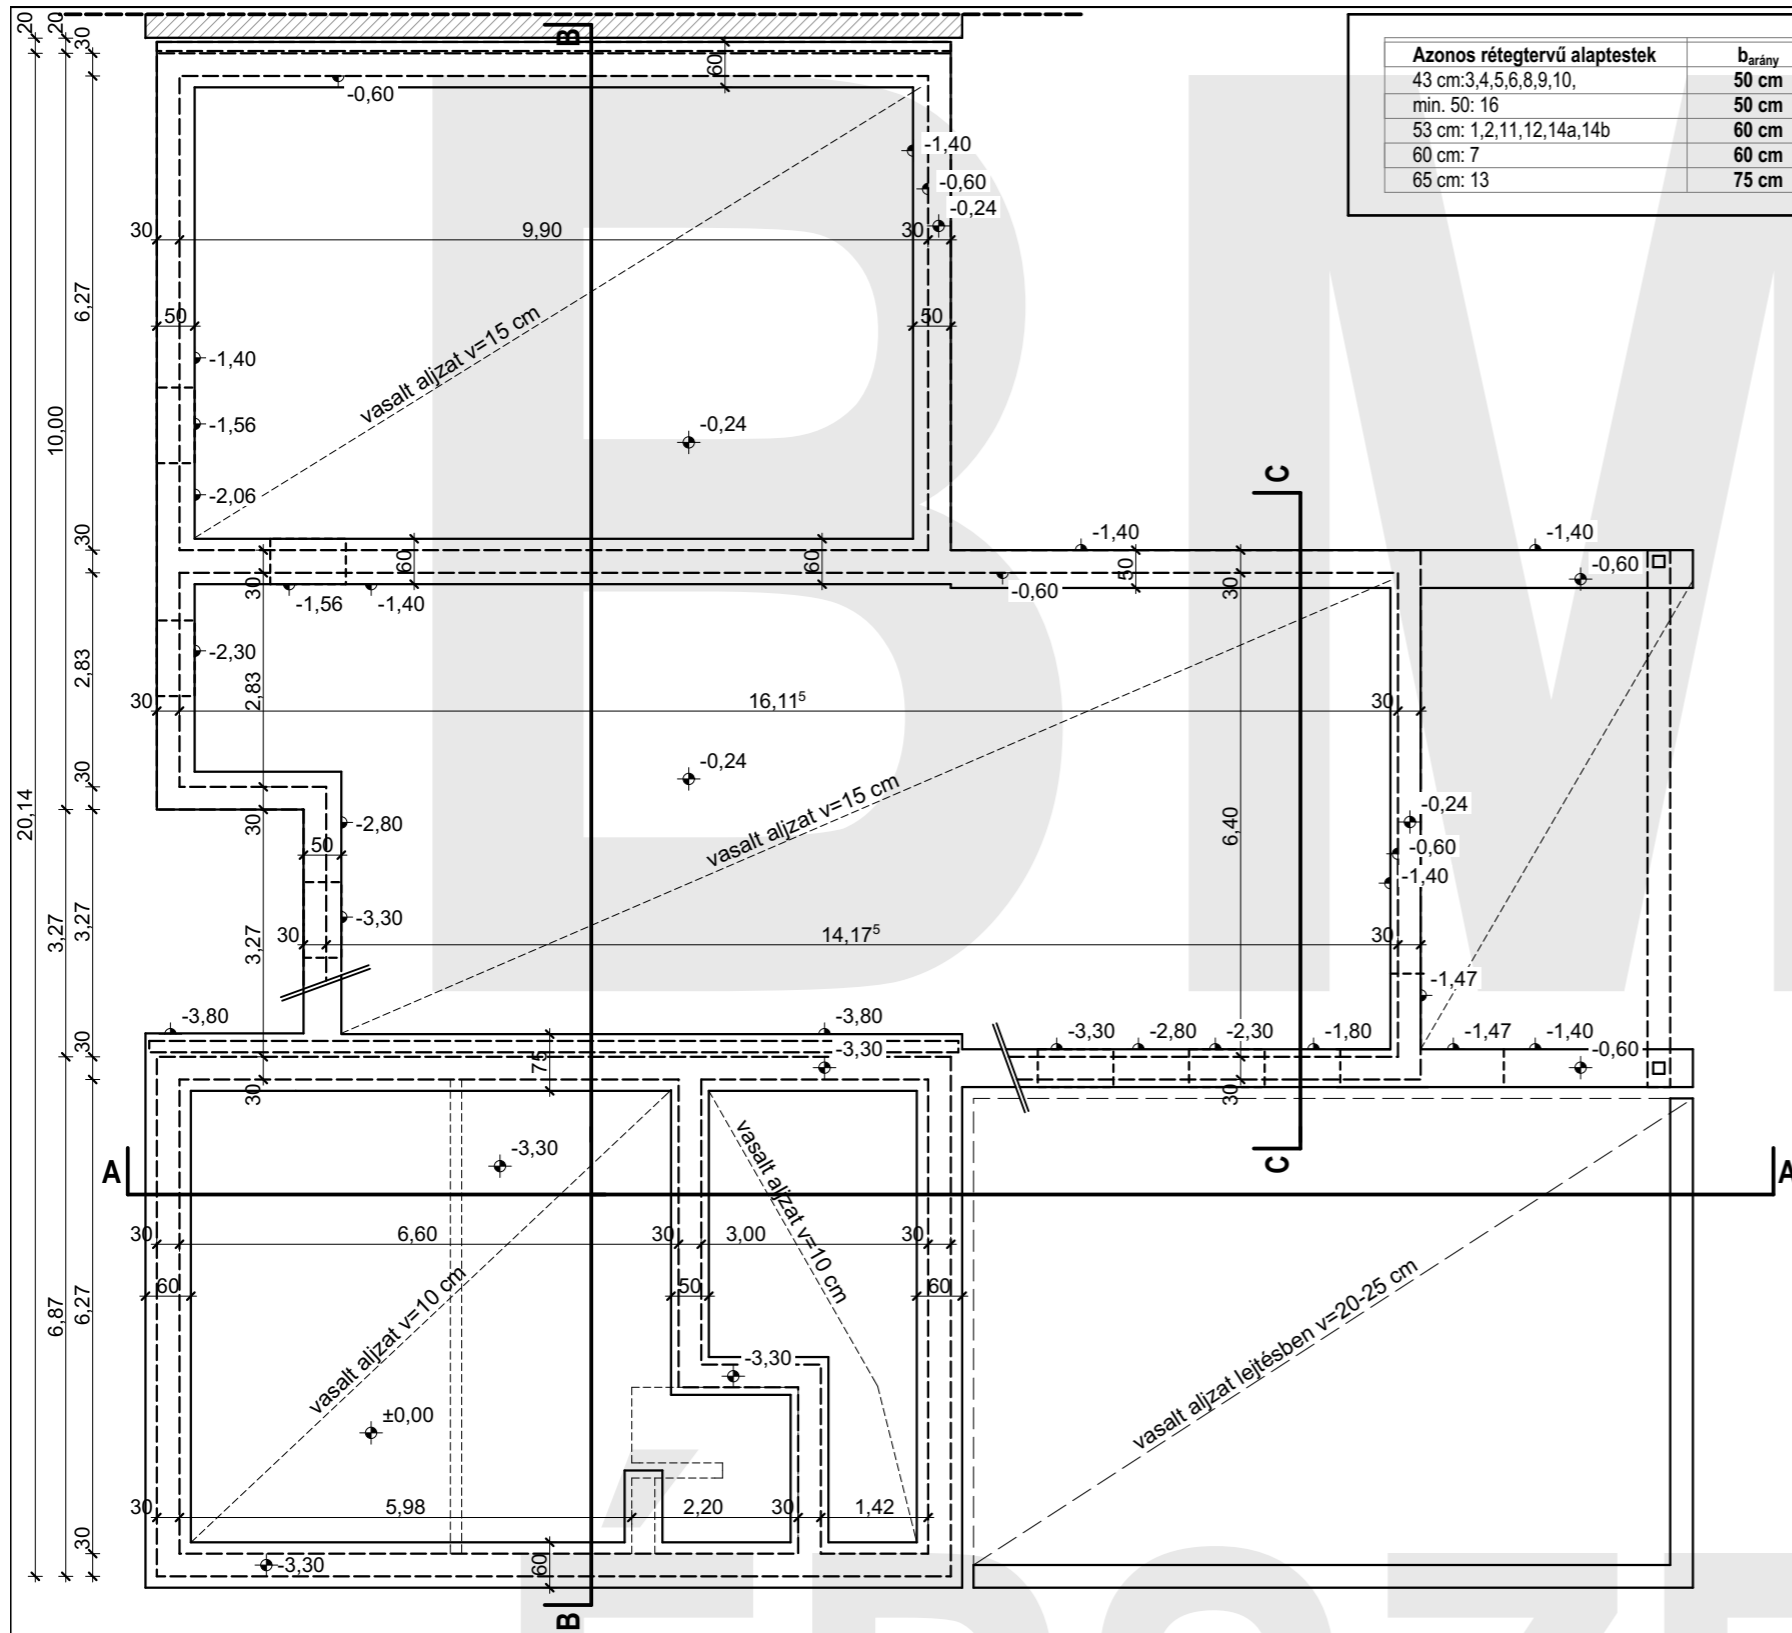 Azonos rétegtervű alaptestek b arány
43 cm:3,4,5,6,8,9,10, 50 cm
min. 50: 16 50 cm
53 cm: 1,2,11,12,14a,14b 60 cm
60 cm: 7 60 cm
65 cm: 13 75 cm
20 20 30
B
60
-0,60
-1,40
-0,60
-0,24
30 9,90 30
6,27
50 50
vasalt aljzat v=15 cm
-1,40
10,00
-1,56
-0,24
-2,06
C
30
60 60
-1,40 -1,40
50
-0,60
30 30
-1,56 -1,40
-0,60
2,83
-2,30
2,83
30 16,11⁵ 30
-0,24
30
20,14
vasalt aljzat v=15 cm
-0,24
30
-2,80
6,40
50
-0,60
-1,40
3,27 3,27
-3,30
3,27
30 14,17⁵ 30
-1,47
-3,80 -3,80
-3,30 -2,80 -2,30 -1,80 -1,47 -1,40
30
75
-3,30
-0,60
30 30
-3,30
vasalt aljzat v=10 cm
C
A A
30 6,60 30 3,00 30
60 50 60
vasalt aljzat v=10 cm
6,87 6,27
vasalt aljzat lejtésben v=20-25 cm
-3,30
±0,00
30 5,98 2,20 30 1,42
30
-3,30
60
B
BM